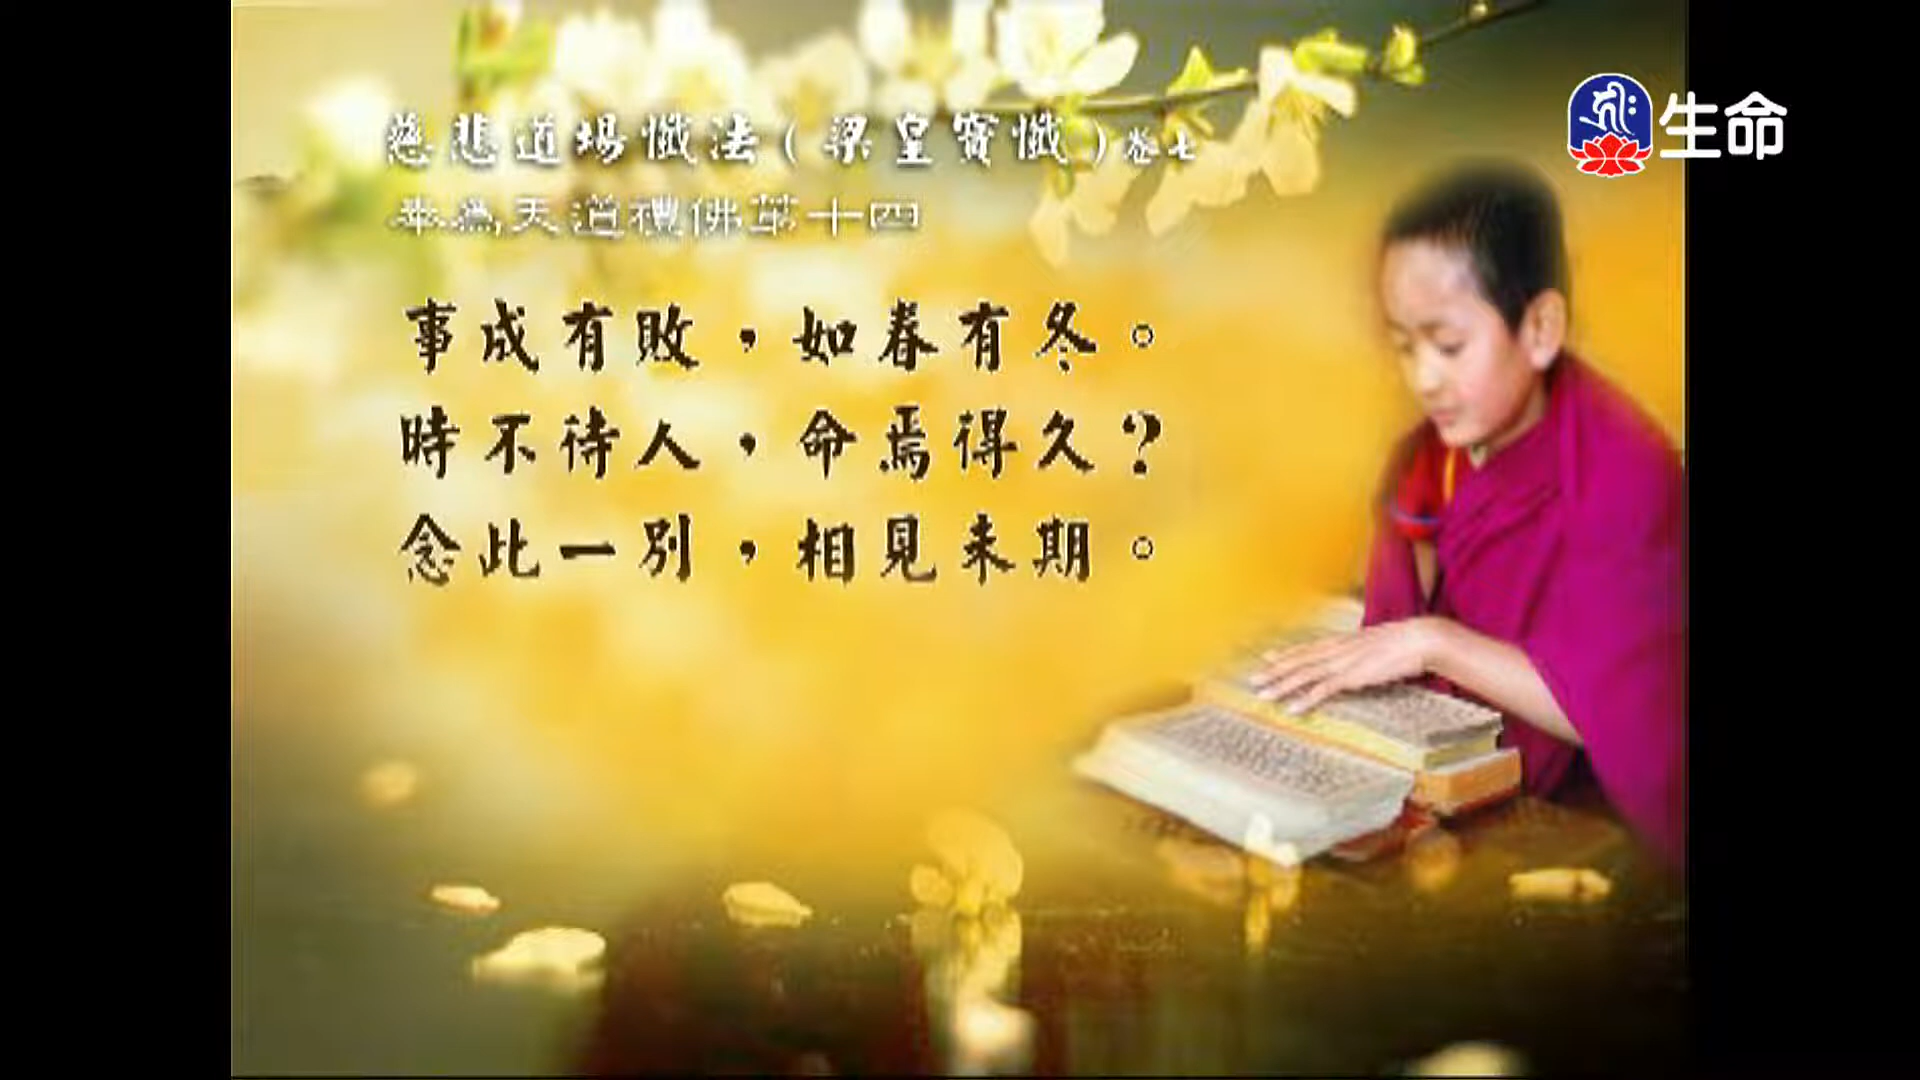 慈悲道場懺法(梁皇寶懺)卷七
奉為天道禮佛第十四
事成有敗，如春有冬。
時不待人，命焉得久？
念此一別，相見未期。
生命